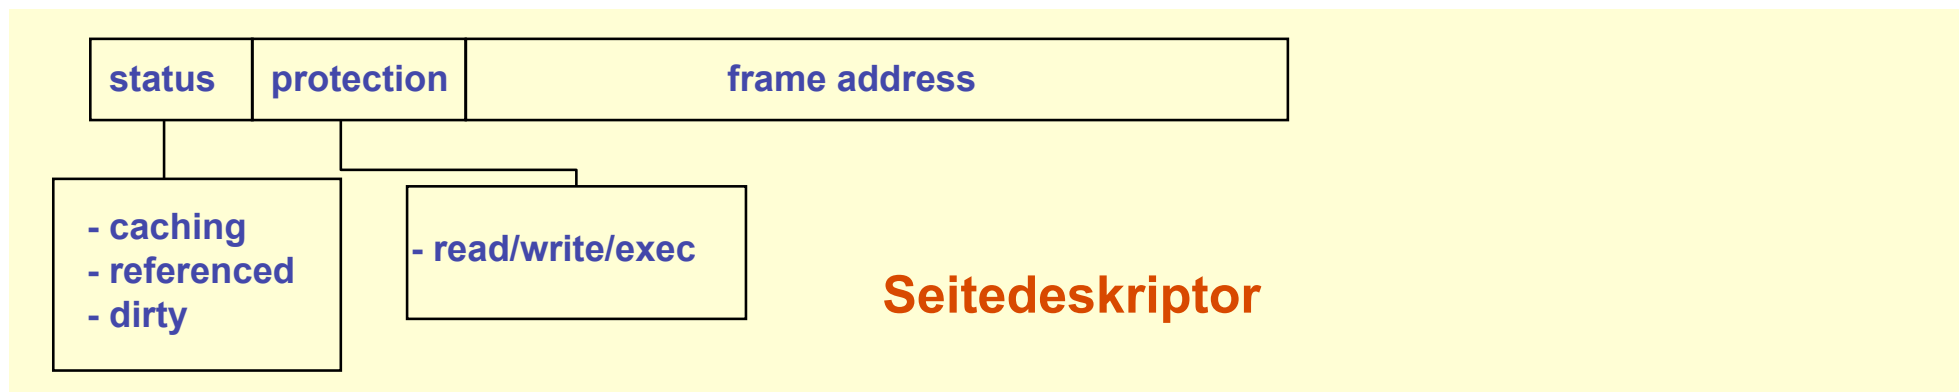 status protection frame address
- caching
- referenced
- dirty
- read/write/exec
Seitedeskriptor